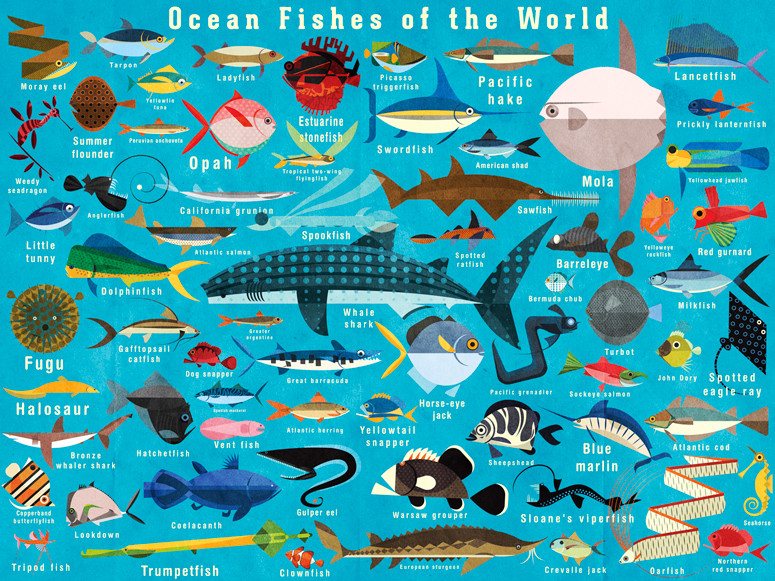 Ocean Fishes of the World
Moray eel
Tarpon
Ladyfish
Picasso
triggerfish
Pacific
hake
Lancetfish
Yellowfin
tuna
Summer
flounder
Peruvian anchoveta
Opah
Estuarine
stonefish
Tropical two-wing
flyingfish
Swordfish
American shad
Mola
Prickly lanternfish
Yellowhead jawfish
Weedy
seadragon
Anglerfish
California grunion
Sawfish
Little
tunny
Atlantic salmon
Spookfish
Spotted
ratfish
Barreleye
Yelloweye
rockfish
Red gurnard
Dolphinfish
Whale
shark
Bermuda chub
Milkfish
Fugu
Gafftopsail
catfish
Greater
argentine
Dog snapper
Great barracuda
Horse-eye
jack
Pacific grenadier
Turbot
Sockeye salmon
John Dory
Spotted
eagle ray
Halosaur
Hatchetfish
Spanish mackerel
Vent fish
Atlantic herring
Yellowtail
snapper
Sheepshead
Blue
marlin
Atlantic cod
Bronze
whaler shark
Copperband
butterflyfish
Lookdown
Coelacanth
Gulper eel
Warsaw grouper
Sloane's viperfish
Seahorse
Tripod fish
Trumpetfish
Clownfish
European sturgeon
Crevalle jack
Oarfish
Northern
red snapper